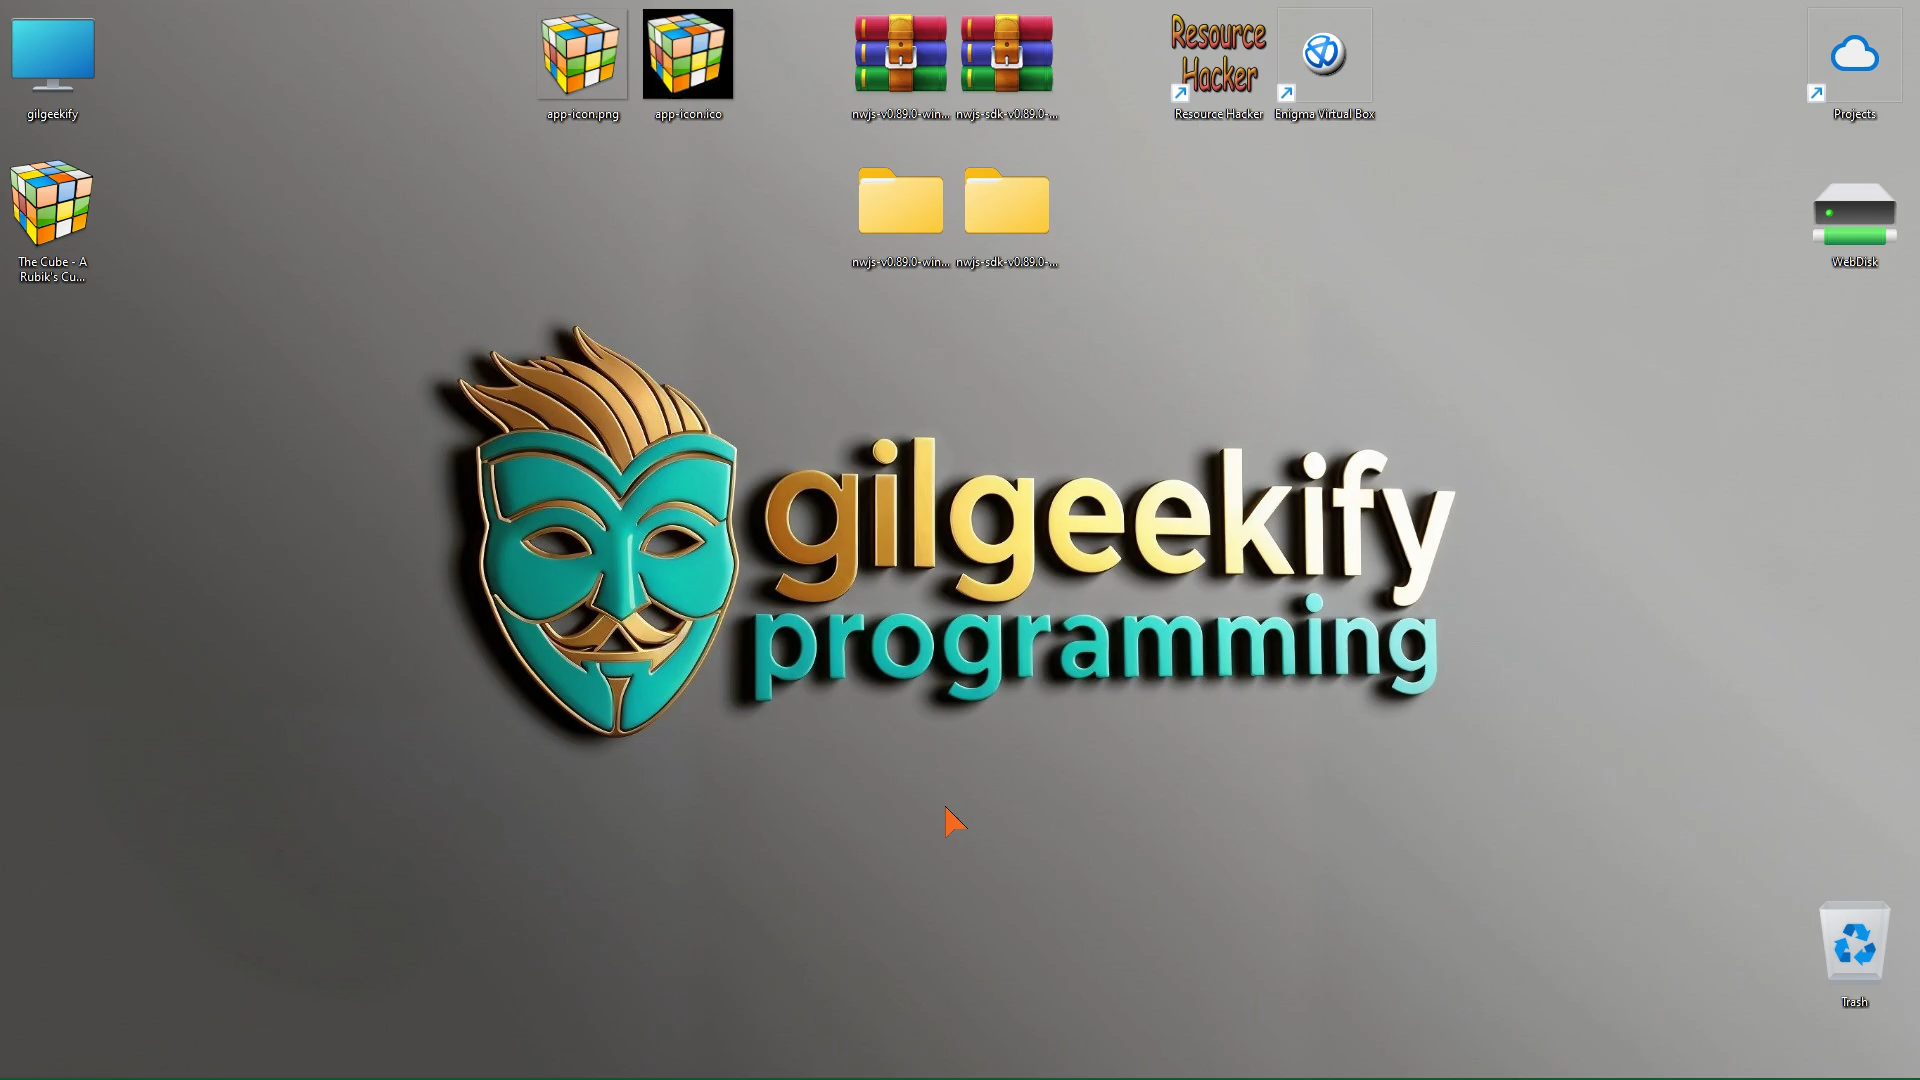 gilgeekify
app-icon.png
app-icon.ico
nwjs-v0.89.0-win...
nwjs-sdk-v0.89.0-...
Resource
Hacker
Resource Hacker
Enigma Virtual Box
Projects
The Cube - A
Rubik's Cu...
nwjs-v0.89.0-win...
nwjs-sdk-v0.89.0-...
WebDisk
gilgeekify
programming
Trash